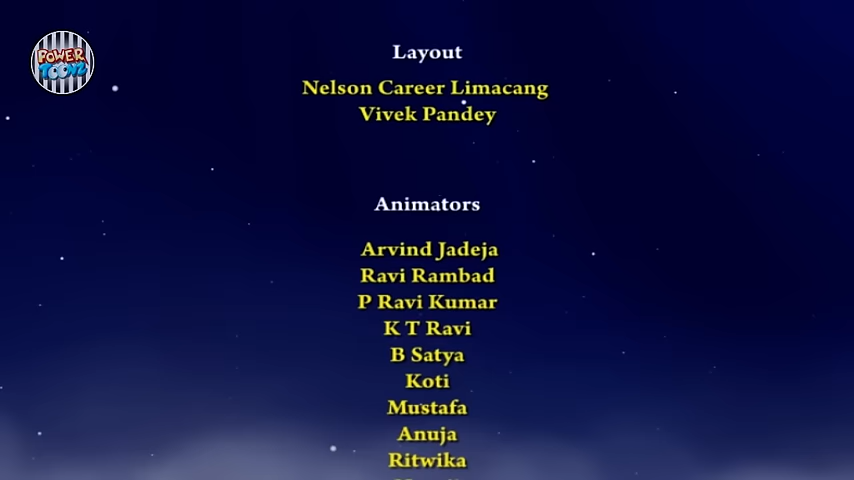 POWER
TOONZ
Layout
Nelson Career Limacang
Vivek Pandey
Animators
Arvind Jadeja
Ravi Rambad
P Ravi Kumar
K T Ravi
B Satya
Koti
Mustafa
Anuja
Ritwika